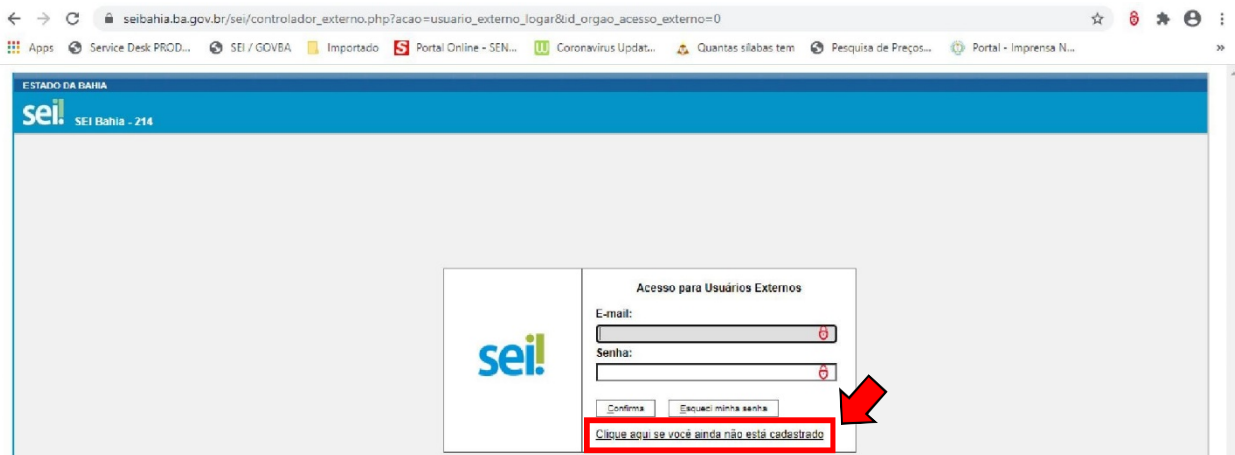 seibahia.ba.gov.br/sei/controlador_externo.php?acao=usuario_externo_logar&id_orgao_acesso_externo=0
Apps Service Desk PROD... SEI / GOVBA Importado S Portal Online - SEN... Coronavirus Updat... Quantas sílabas tem Pesquisa de Preços... Portal - Imprensa N... »
ESTADO DA BAHIA
sei! SEI Bahia - 214
Acesso para Usuários Externos
E-mail:
sei!
Senha:
Confirma Esqueci minha senha
Clique aqui se você ainda não está cadastrado